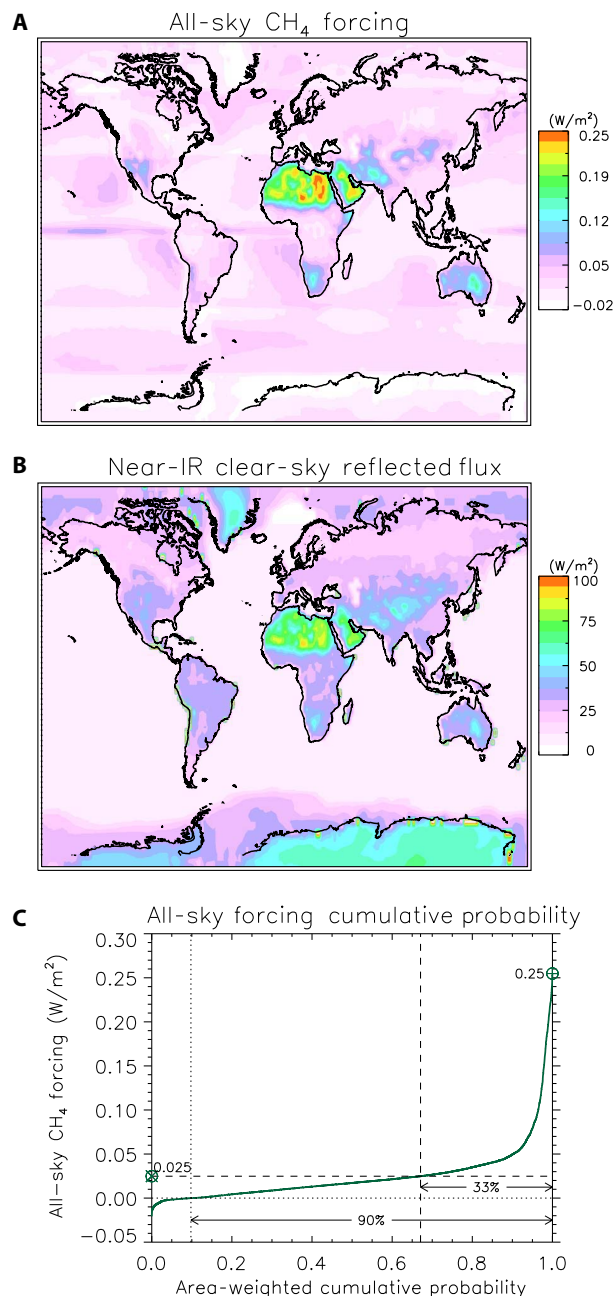 A
All-sky CH₄ forcing
(W/m²)
0.25
0.19
0.12
0.05
−0.02
B
Near-IR clear-sky reflected flux
(W/m²)
100
75
50
25
0
C
All-sky forcing cumulative probability
All-sky CH₄ forcing (W/m²)
0.30
0.25
0.20
0.15
0.10
0.05
0.00
−0.05
0.25
0.025
33%
90%
0.0 0.2 0.4 0.6 0.8 1.0
Area-weighted cumulative probability